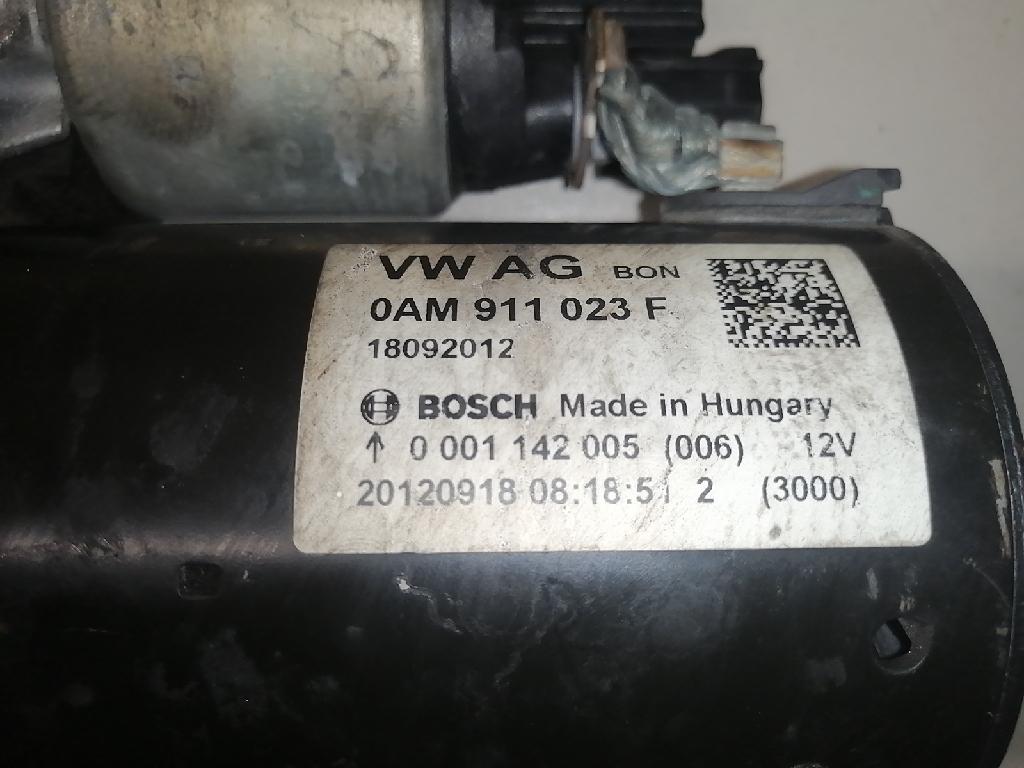 VW AG BON
0AM 911 023 F
18092012
BOSCH Made in Hungary
↑ 0 001 142 005 (006) 12V
20120918 08:18:51 2 (3000)